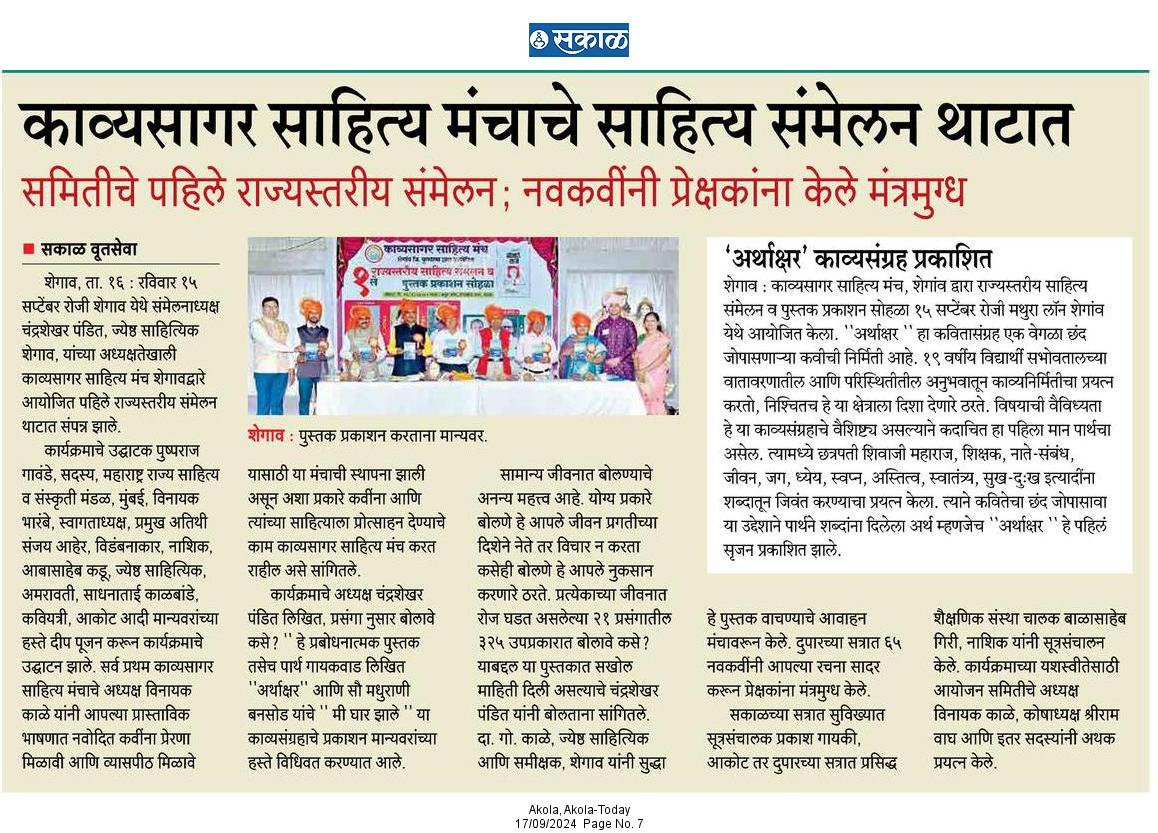 सकाळ
काव्यसागर साहित्य मंचाचे साहित्य संमेलन थाटात
समितीचे पहिले राज्यस्तरीय संमेलन; नवकवींनी प्रेक्षकांना केले मंत्रमुग्ध
सकाळ वृतसेवा
शेगाव, ता. १६ : रविवार १५
सप्टेंबर रोजी शेगाव येथे संमेलनाध्यक्ष
चंद्रशेखर पंडित, ज्येष्ठ साहित्यिक
शेगाव, यांच्या अध्यक्षतेखाली
काव्यसागर साहित्य मंच शेगावद्वारे
आयोजित पहिले राज्यस्तरीय संमेलन
थाटात संपन्न झाले.
कार्यक्रमाचे उद्घाटक पुष्पराज
गावंडे, सदस्य, महाराष्ट्र राज्य साहित्य
व संस्कृती मंडळ, मुंबई, विनायक
भारंबे, स्वागताध्यक्ष, प्रमुख अतिथी
संजय आहेर, विडंबनाकार, नाशिक,
आबासाहेब कडू, ज्येष्ठ साहित्यिक,
अमरावती, साधनाताई काळबांडे,
कवियत्री, आकोट आदी मान्यवरांच्या
हस्ते दीप पूजन करून कार्यक्रमाचे
उद्घाटन झाले. सर्व प्रथम काव्यसागर
साहित्य मंचाचे अध्यक्ष विनायक
काळे यांनी आपल्या प्रास्ताविक
भाषणात नवोदित कवींना प्रेरणा
मिळावी आणि व्यासपीठ मिळावे
काव्यसागर साहित्य मंच
१ ले राज्यस्तरीय साहित्य संमेलन व
पुस्तक प्रकाशन सोहळा
शेगाव : पुस्तक प्रकाशन करताना मान्यवर.
यासाठी या मंचाची स्थापना झाली
असून अशा प्रकारे कवींना आणि
त्यांच्या साहित्याला प्रोत्साहन देण्याचे
काम काव्यसागर साहित्य मंच करत
राहील असे सांगितले.
कार्यक्रमाचे अध्यक्ष चंद्रशेखर
पंडित लिखित, प्रसंगा नुसार बोलावे
कसे? '' हे प्रबोधनात्मक पुस्तक
तसेच पार्थ गायकवाड लिखित
''अर्थाक्षर'' आणि सौ मधुराणी
बनसोड यांचे '' मी घार झाले '' या
काव्यसंग्रहाचे प्रकाशन मान्यवरांच्या
हस्ते विधिवत करण्यात आले.
सामान्य जीवनात बोलण्याचे
अनन्य महत्त्व आहे. योग्य प्रकारे
बोलणे हे आपले जीवन प्रगतीच्या
दिशेने नेते तर विचार न करता
कसेही बोलणे हे आपले नुकसान
करणारे ठरते. प्रत्येकाच्या जीवनात
रोज घडत असलेल्या २१ प्रसंगातील
३२५ उपप्रकारात बोलावे कसे?
याबद्दल या पुस्तकात सखोल
माहिती दिली असल्याचे चंद्रशेखर
पंडित यांनी बोलताना सांगितले.
दा. गो. काळे, ज्येष्ठ साहित्यिक
आणि समीक्षक, शेगाव यांनी सुद्धा
'अर्थाक्षर' काव्यसंग्रह प्रकाशित
शेगाव : काव्यसागर साहित्य मंच, शेगांव द्वारा राज्यस्तरीय साहित्य
संमेलन व पुस्तक प्रकाशन सोहळा १५ सप्टेंबर रोजी मथुरा लॉन शेगांव
येथे आयोजित केला. ''अर्थाक्षर '' हा कवितासंग्रह एक वेगळा छंद
जोपासणाऱ्या कवीची निर्मिती आहे. १९ वर्षीय विद्यार्थी सभोवतालच्या
वातावरणातील आणि परिस्थितीतील अनुभवातून काव्यनिर्मितीचा प्रयत्न
करतो, निश्चितच हे या क्षेत्राला दिशा देणारे ठरते. विषयाची वैविध्यता
हे या काव्यसंग्रहाचे वैशिष्ट्य असल्याने कदाचित हा पहिला मान पार्थचा
असेल. त्यामध्ये छत्रपती शिवाजी महाराज, शिक्षक, नाते-संबंध,
जीवन, जग, ध्येय, स्वप्न, अस्तित्व, स्वातंत्र्य, सुख-दुःख इत्यादींना
शब्दातून जिवंत करण्याचा प्रयत्न केला. त्याने कवितेचा छंद जोपासावा
या उद्देशाने पार्थने शब्दांना दिलेला अर्थ म्हणजेच ''अर्थाक्षर '' हे पहिलं
सृजन प्रकाशित झाले.
हे पुस्तक वाचण्याचे आवाहन
मंचावरून केले. दुपारच्या सत्रात ६५
नवकवींनी आपल्या रचना सादर
करून प्रेक्षकांना मंत्रमुग्ध केले.
सकाळच्या सत्रात सुविख्यात
सूत्रसंचालक प्रकाश गायकी,
आकोट तर दुपारच्या सत्रात प्रसिद्ध
शैक्षणिक संस्था चालक बाळासाहेब
गिरी, नाशिक यांनी सूत्रसंचालन
केले. कार्यक्रमाच्या यशस्वीतेसाठी
आयोजन समितीचे अध्यक्ष
विनायक काळे, कोषाध्यक्ष श्रीराम
वाघ आणि इतर सदस्यांनी अथक
प्रयत्न केले.
Akola, Akola-Today
17/09/2024 Page No. 7